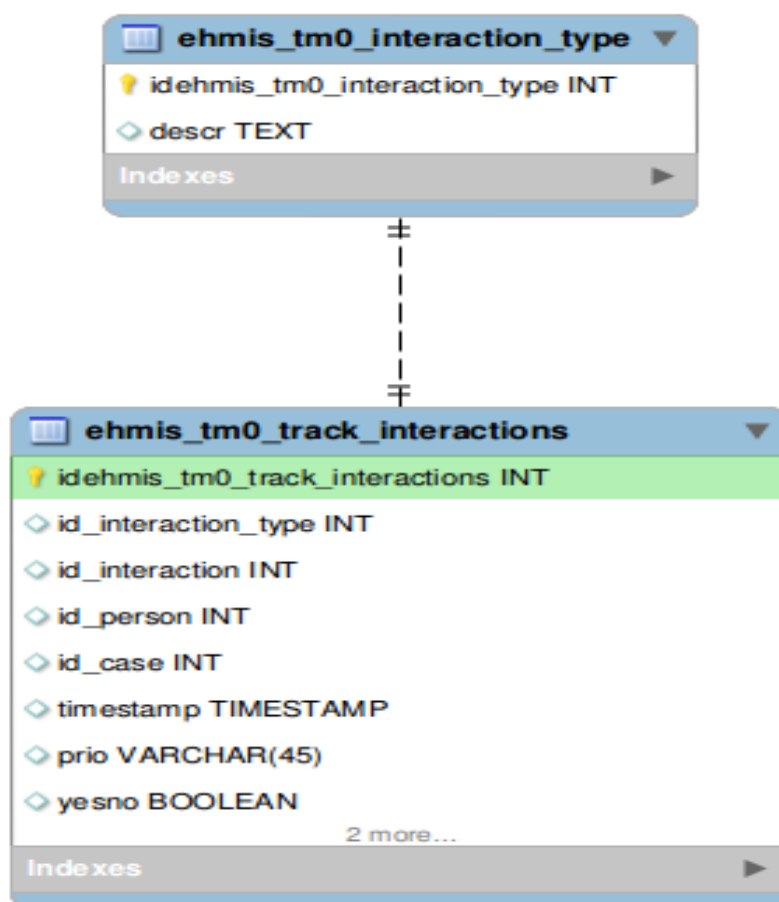 ehmis_tm0_interaction_type
idehmis_tm0_interaction_type INT
descr TEXT
Indexes
ehmis_tm0_track_interactions
idehmis_tm0_track_interactions INT
id_interaction_type INT
id_interaction INT
id_person INT
id_case INT
timestamp TIMESTAMP
prio VARCHAR(45)
yesno BOOLEAN
2 more...
Indexes